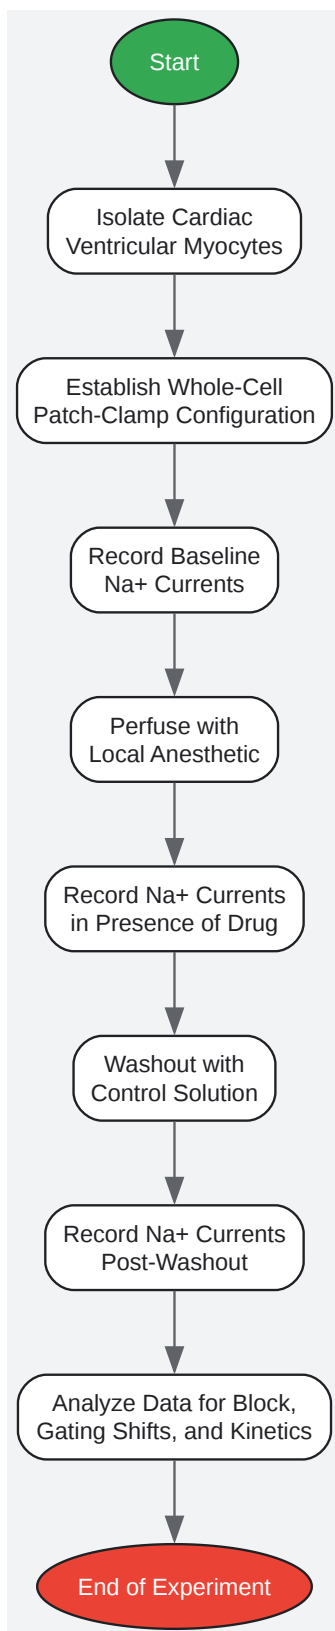 Start
Isolate Cardiac
Ventricular Myocytes
Establish Whole-Cell
Patch-Clamp Configuration
Record Baseline
Na+ Currents
Perfuse with
Local Anesthetic
Record Na+ Currents
in Presence of Drug
Washout with
Control Solution
Record Na+ Currents
Post-Washout
Analyze Data for Block,
Gating Shifts, and Kinetics
End of Experiment